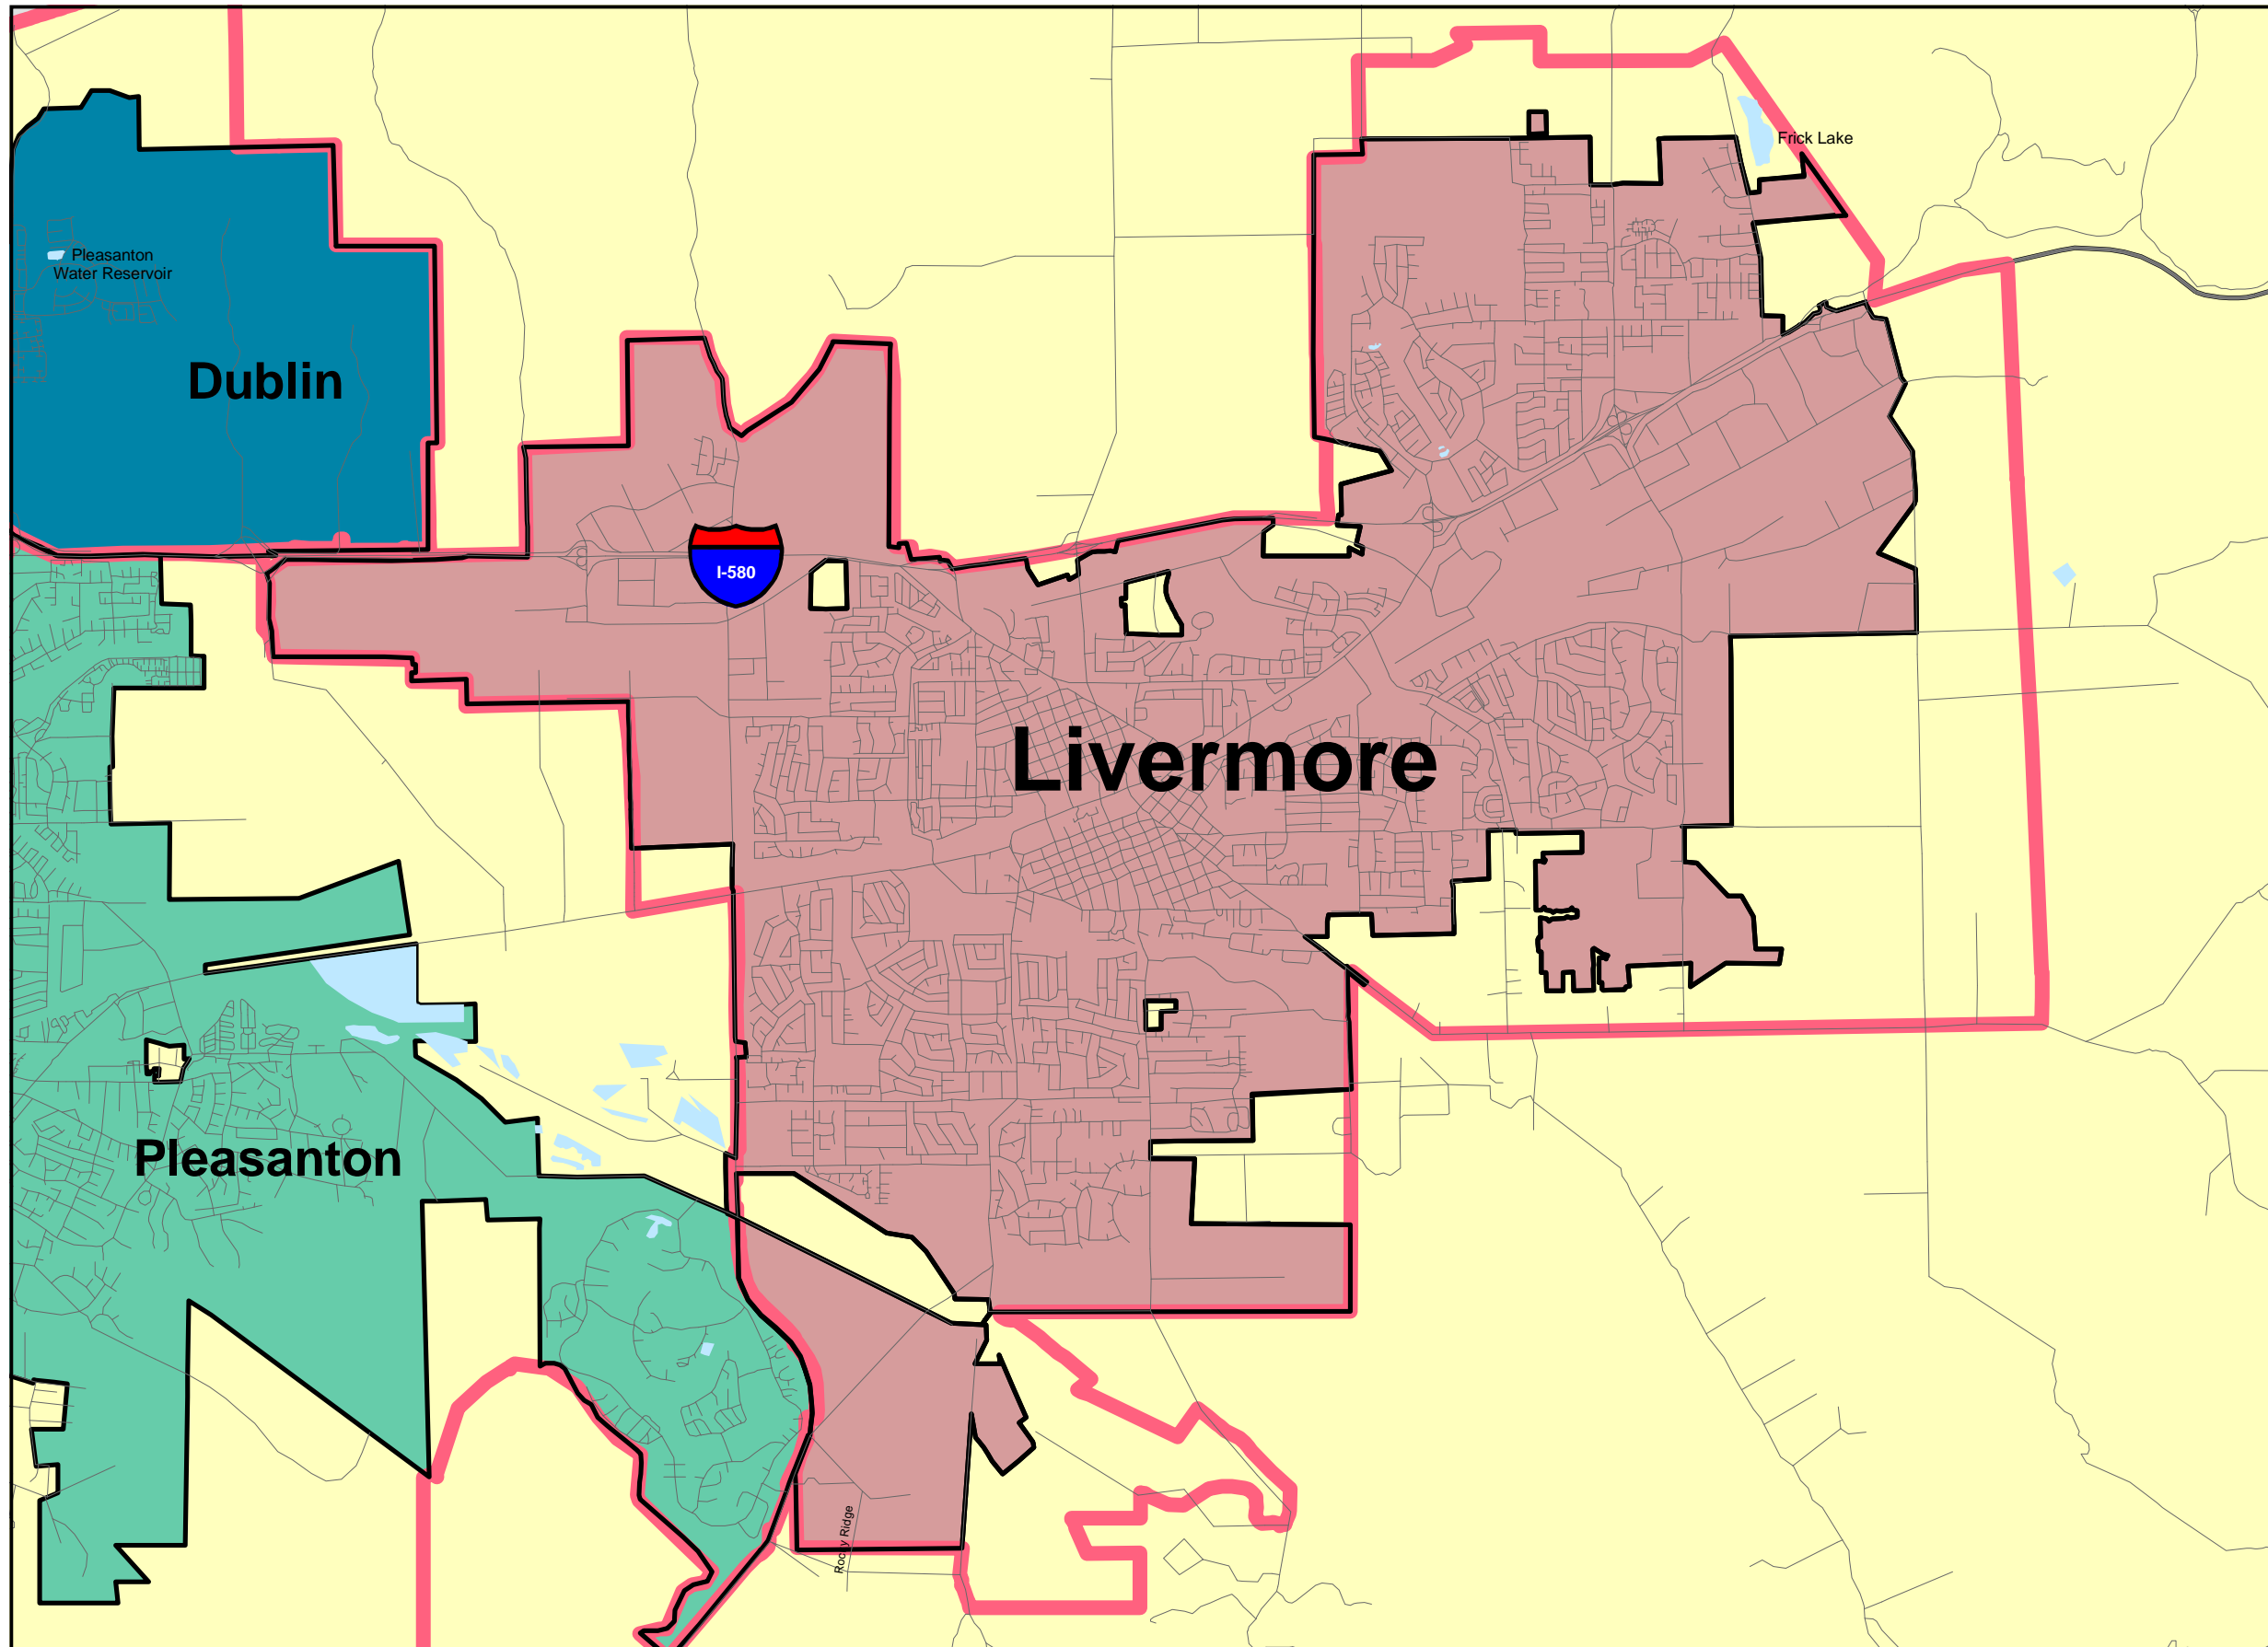 Frick Lake
Pleasanton
Water Reservoir
Dublin
I-580
Livermore
Pleasanton
Rocky Ridge